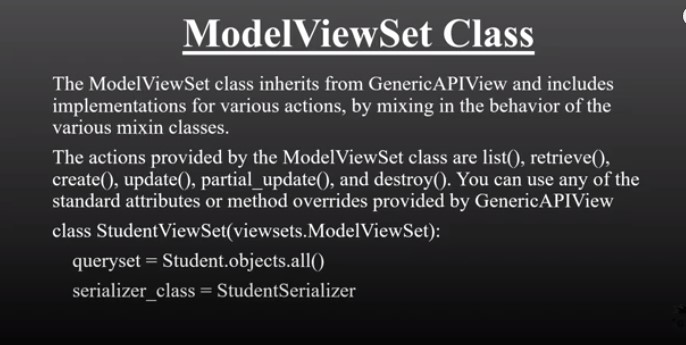 ModelViewSet Class
The ModelViewSet class inherits from GenericAPIView and includes
implementations for various actions, by mixing in the behavior of the
various mixin classes.
The actions provided by the ModelViewSet class are list(), retrieve(),
create(), update(), partial_update(), and destroy(). You can use any of the
standard attributes or method overrides provided by GenericAPIView
class StudentViewSet(viewsets.ModelViewSet):
queryset = Student.objects.all()
serializer_class = StudentSerializer